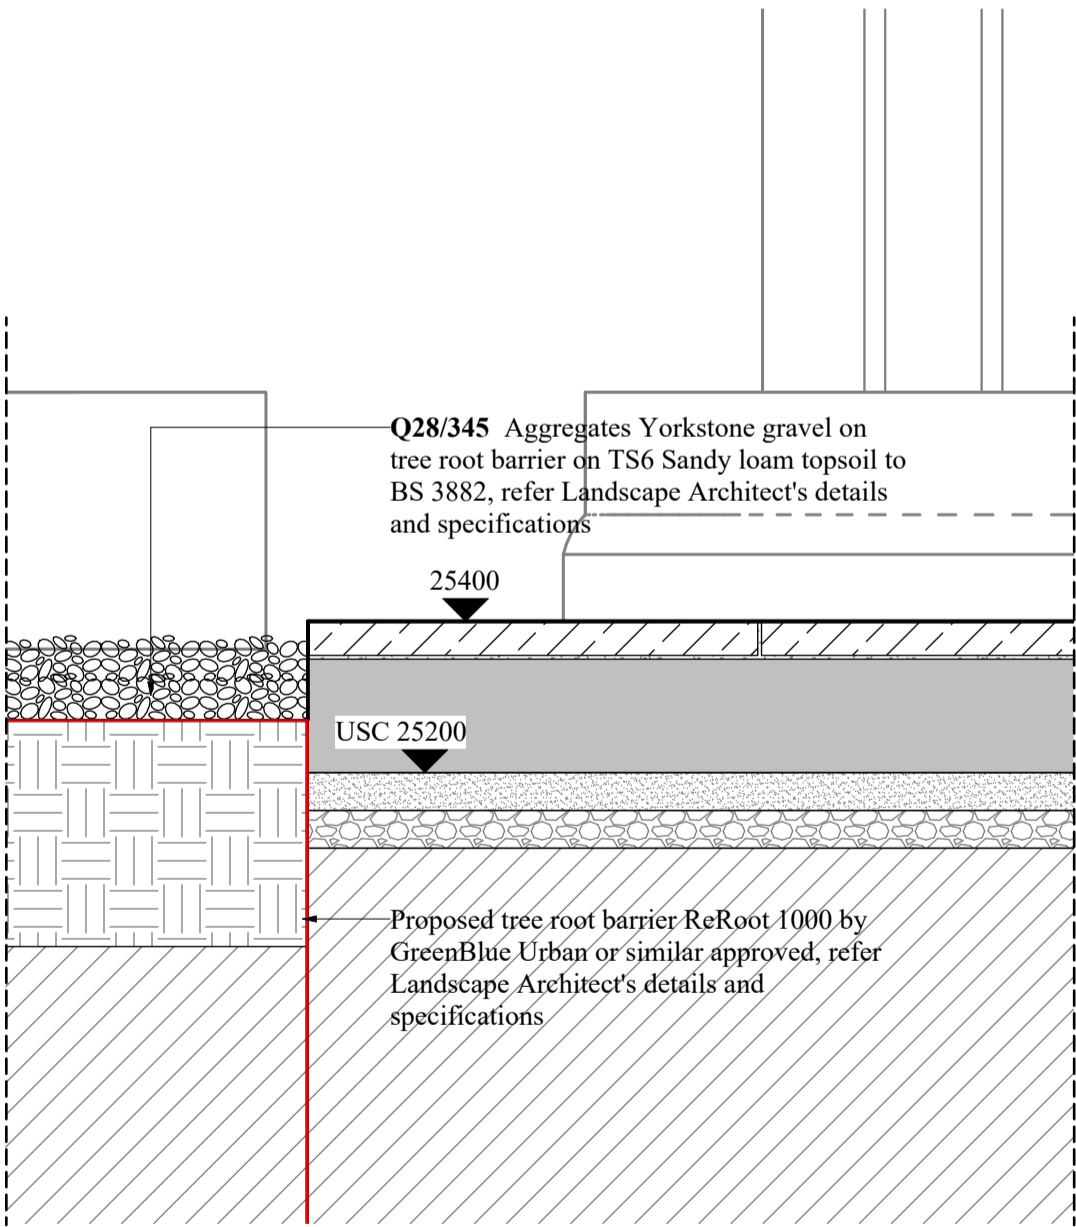 Q28/345 Aggregates Yorkstone gravel on
tree root barrier on TS6 Sandy loam topsoil to
BS 3882, refer Landscape Architect's details
and specifications
25400
USC 25200
Proposed tree root barrier ReRoot 1000 by
GreenBlue Urban or similar approved, refer
Landscape Architect's details and
specifications